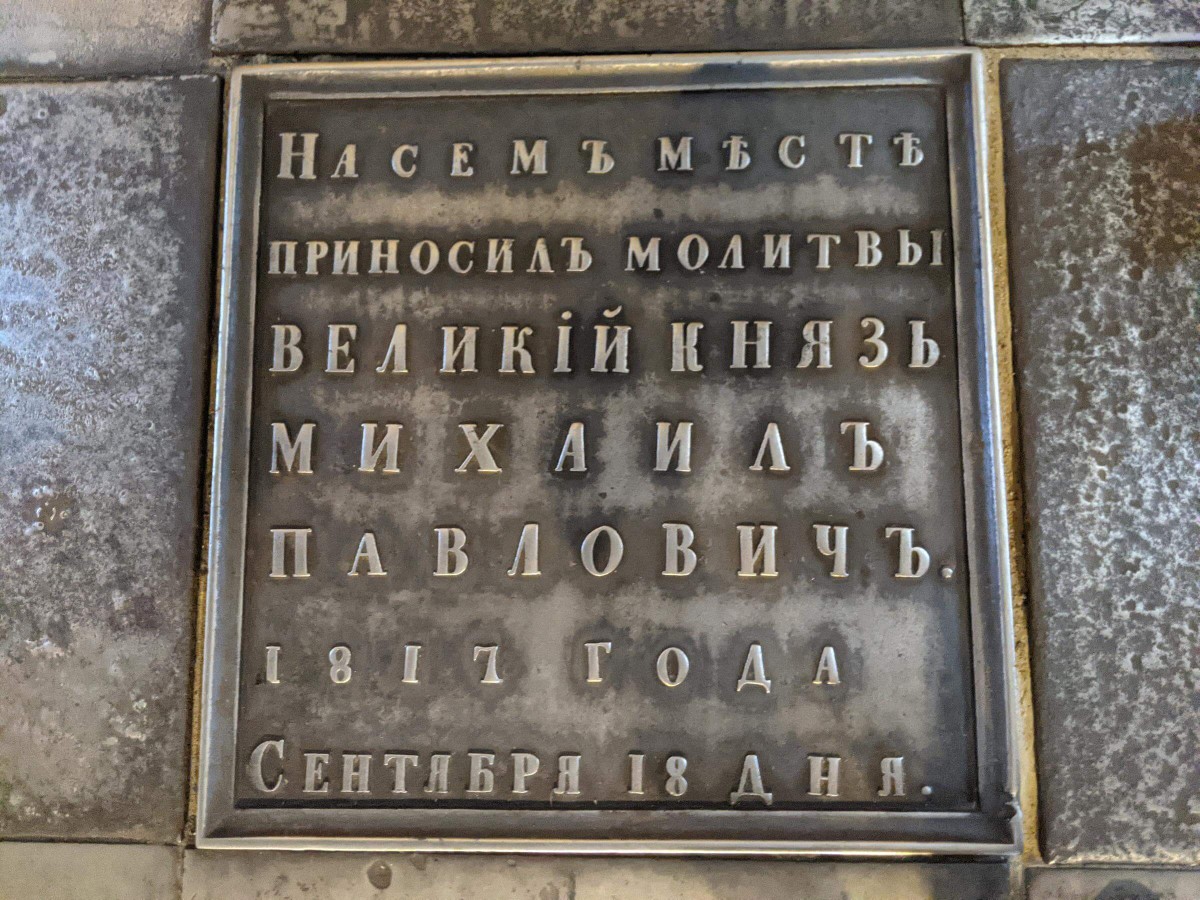 На семъ мѣстѣ
приносилъ молитвы
великій князь
Михаилъ
Павловичъ.
1817 года
Сентября 18 дня.